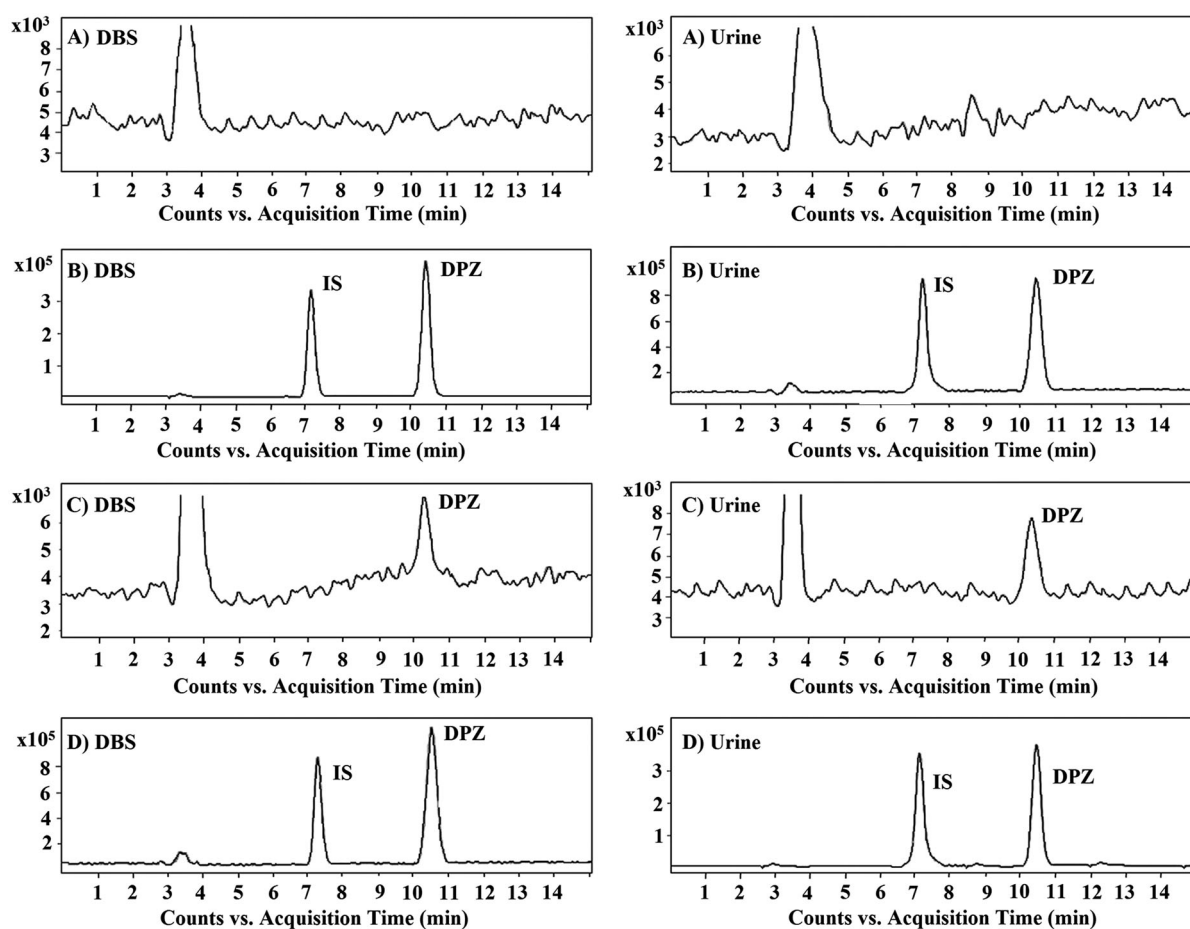 x10³
A) DBS
8
7
6
5
4
3
1 2 3 4 5 6 7 8 9 10 11 12 13 14
Counts vs. Acquisition Time (min)
x10³
A) Urine
5
4
3
2
1 2 3 4 5 6 7 8 9 10 11 12 13 14
Counts vs. Acquisition Time (min)
x10⁵
B) DBS
IS
DPZ
3
2
1
1 2 3 4 5 6 7 8 9 10 11 12 13 14
Counts vs. Acquisition Time (min)
x10⁵
B) Urine
IS
DPZ
8
6
4
2
1 2 3 4 5 6 7 8 9 10 11 12 13 14
Counts vs. Acquisition Time (min)
x10³
C) DBS
DPZ
6
5
4
3
2
1 2 3 4 5 6 7 8 9 10 11 12 13 14
Counts vs. Acquisition Time (min)
x10³
C) Urine
DPZ
8
7
6
5
4
3
1 2 3 4 5 6 7 8 9 10 11 12 13 14
Counts vs. Acquisition Time (min)
x10⁵
D) DBS
IS
DPZ
8
6
4
2
1 2 3 4 5 6 7 8 9 10 11 12 13 14
Counts vs. Acquisition Time (min)
x10⁵
D) Urine
IS
DPZ
3
2
1
1 2 3 4 5 6 7 8 9 10 11 12 13 14
Counts vs. Acquisition Time (min)